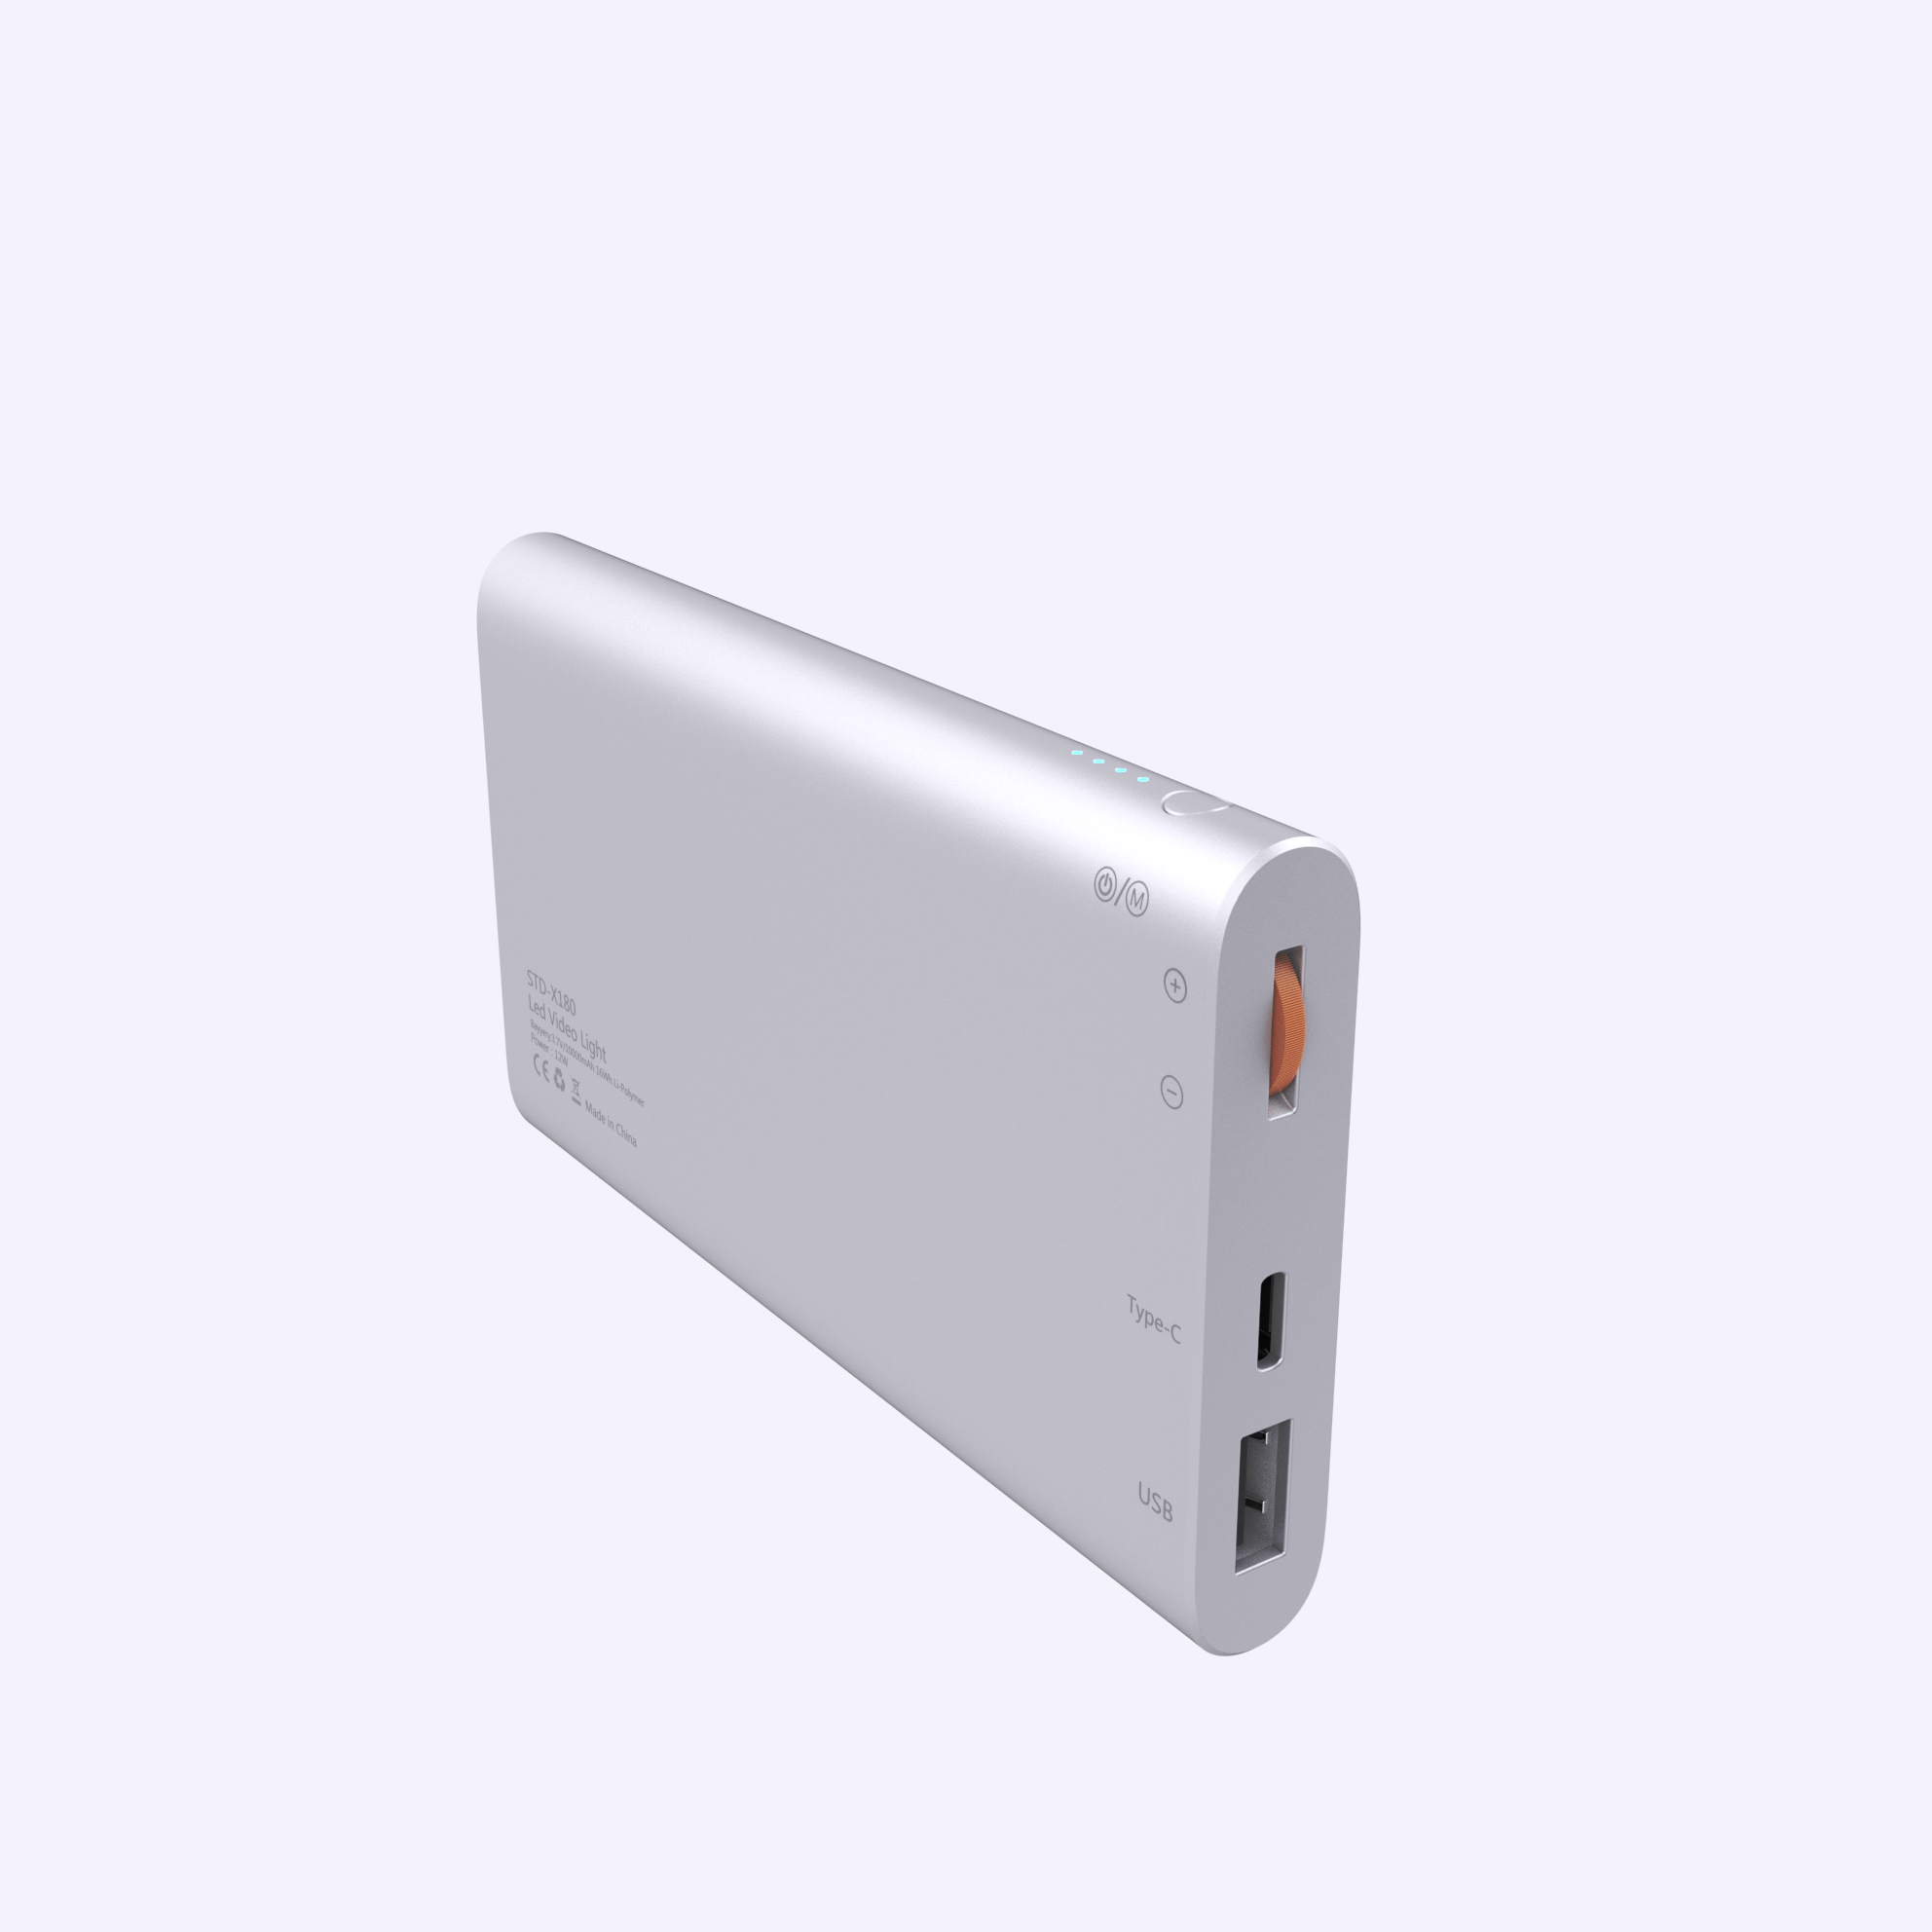 /M
+
−
STD-X180
Led Video Light
Battery:3.7V/10000mAh 16Wh Li-Polymer
Power : 12W
CE Made in China
Type-C
USB